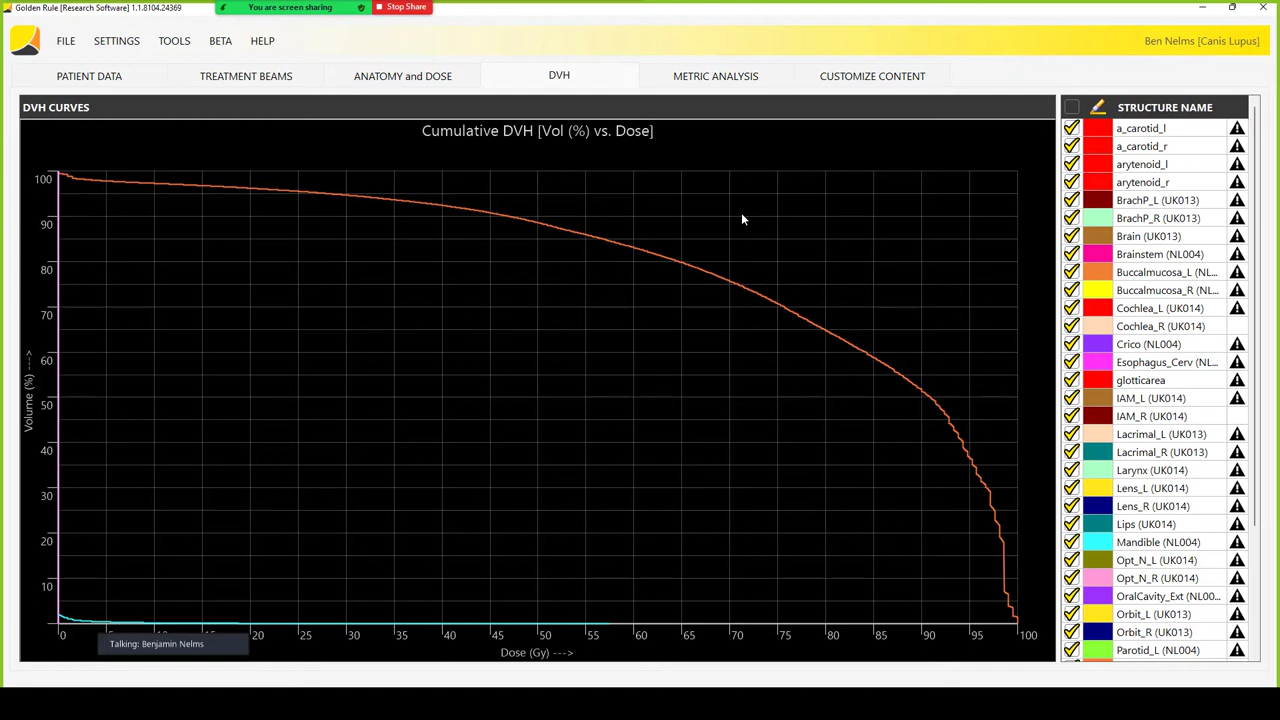 Golden Rule [Research Software] 1.1.8104.24369
You are screen sharing
Stop Share
FILE SETTINGS TOOLS BETA HELP
Ben Nelms [Canis Lupus]
PATIENT DATA TREATMENT BEAMS ANATOMY and DOSE DVH METRIC ANALYSIS CUSTOMIZE CONTENT
DVH CURVES
Cumulative DVH [Vol (%) vs. Dose]
100
90
80
70
60
50
40
30
20
10
Volume (%) --->
0 5 10 15 20 25 30 35 40 45 50 55 60 65 70 75 80 85 90 95 100
Dose (Gy) --->
Talking: Benjamin Nelms
STRUCTURE NAME
a_carotid_l
a_carotid_r
arytenoid_l
arytenoid_r
BrachP_L (UK013)
BrachP_R (UK013)
Brain (UK013)
Brainstem (NL004)
Buccalmucosa_L (NL...
Buccalmucosa_R (NL...
Cochlea_L (UK014)
Cochlea_R (UK014)
Crico (NL004)
Esophagus_Cerv (NL...
glotticarea
IAM_L (UK014)
IAM_R (UK014)
Lacrimal_L (UK013)
Lacrimal_R (UK013)
Larynx (UK014)
Lens_L (UK014)
Lens_R (UK014)
Lips (UK014)
Mandible (NL004)
Opt_N_L (UK014)
Opt_N_R (UK014)
OralCavity_Ext (NL00...
Orbit_L (UK013)
Orbit_R (UK013)
Parotid_L (NL004)